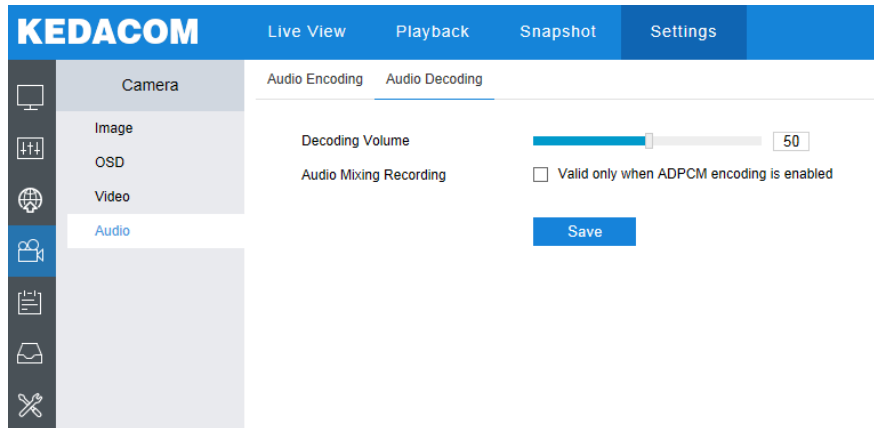 KEDACOM
Live View Playback Snapshot Settings
Camera
Image
OSD
Video
Audio
Audio Encoding Audio Decoding
Decoding Volume 50
Audio Mixing Recording Valid only when ADPCM encoding is enabled
Save